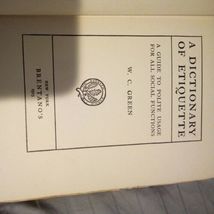 A DICTIONARY
OF ETIQUETTE
A GUIDE TO POLITE USAGE
FOR ALL SOCIAL FUNCTIONS
W. C. GREEN
NEW YORK
BRENTANO'S